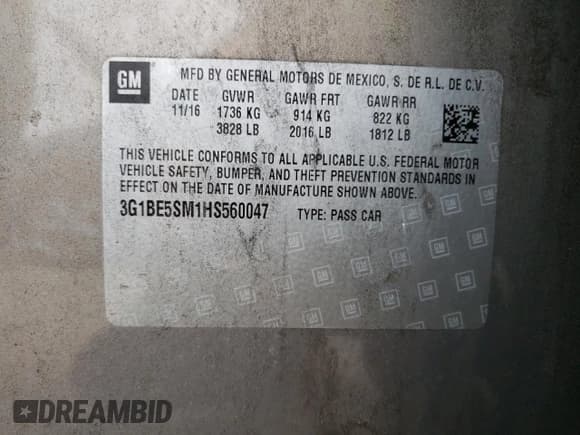 GM
MFD BY GENERAL MOTORS DE MEXICO, S. DE R.L. DE C.V.
DATE GVWR GAWR FRT GAWR RR
11/16 1736 KG 914 KG 822 KG
3828 LB 2016 LB 1812 LB
THIS VEHICLE CONFORMS TO ALL APPLICABLE U.S. FEDERAL MOTOR
VEHICLE SAFETY, BUMPER, AND THEFT PREVENTION STANDARDS IN
EFFECT ON THE DATE OF MANUFACTURE SHOWN ABOVE.
3G1BE5SM1HS560047 TYPE: PASS CAR
DREAMBID